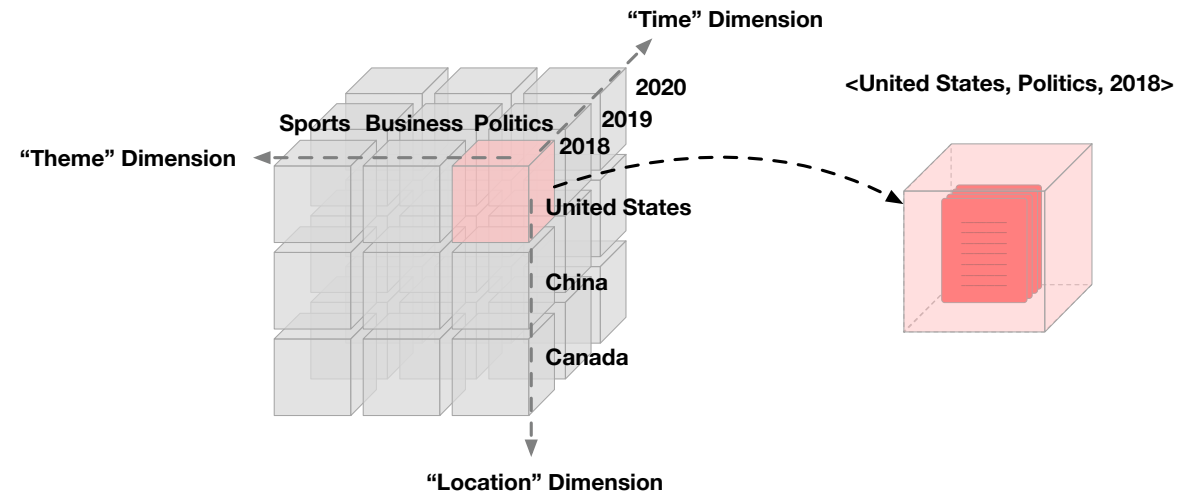 “Time” Dimension
<United States, Politics, 2018>
2020
2019
Sports Business Politics
2018
“Theme” Dimension
United States
China
Canada
“Location” Dimension